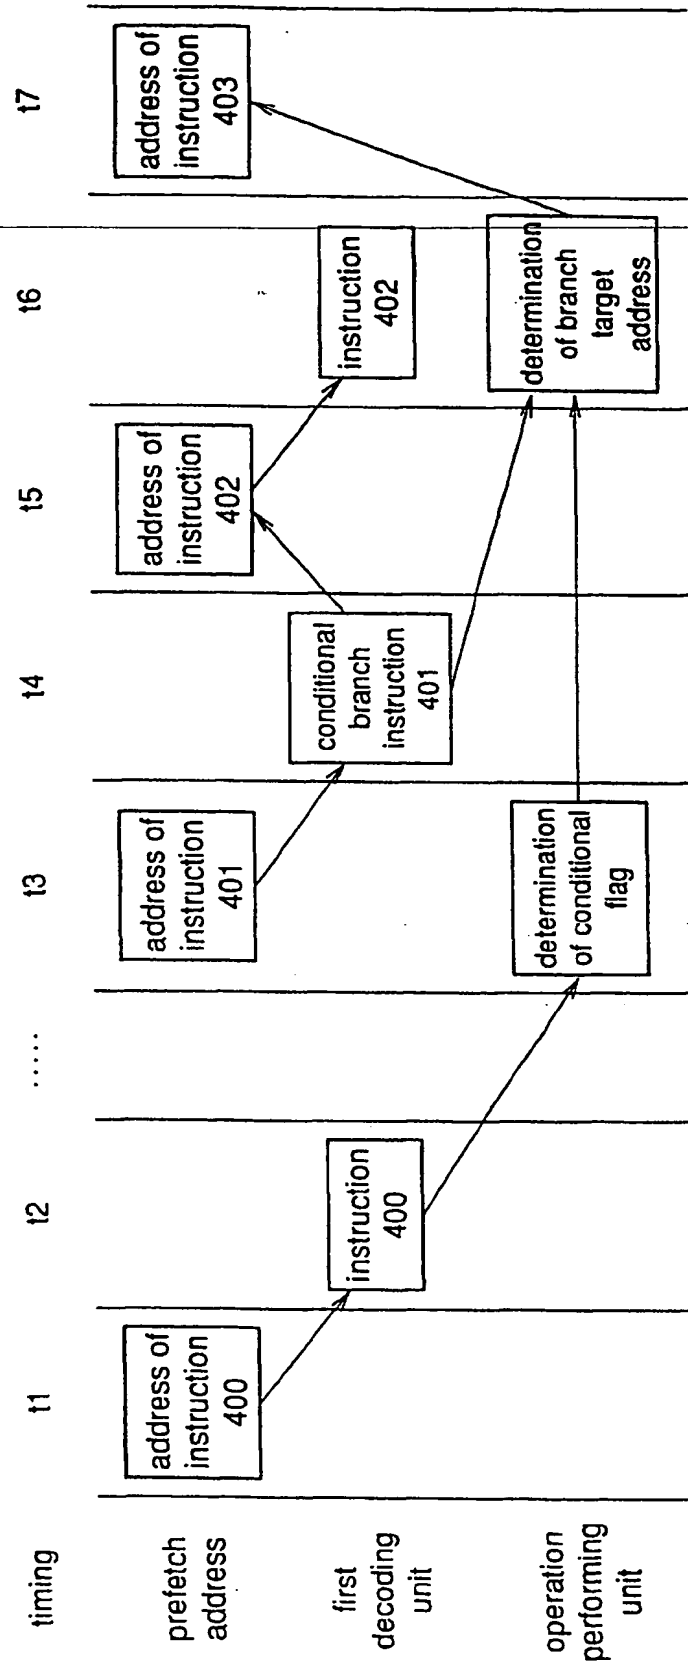 timing
t1
t2
.....
t3
t4
t5
t6
t7
prefetch
address
address of
instruction
400
address of
instruction
401
address of
instruction
402
address of
instruction
403
first
decoding
unit
instruction
400
conditional
branch
instruction
401
instruction
402
operation
performing
unit
determination
of conditional
flag
determination
of branch
target
address